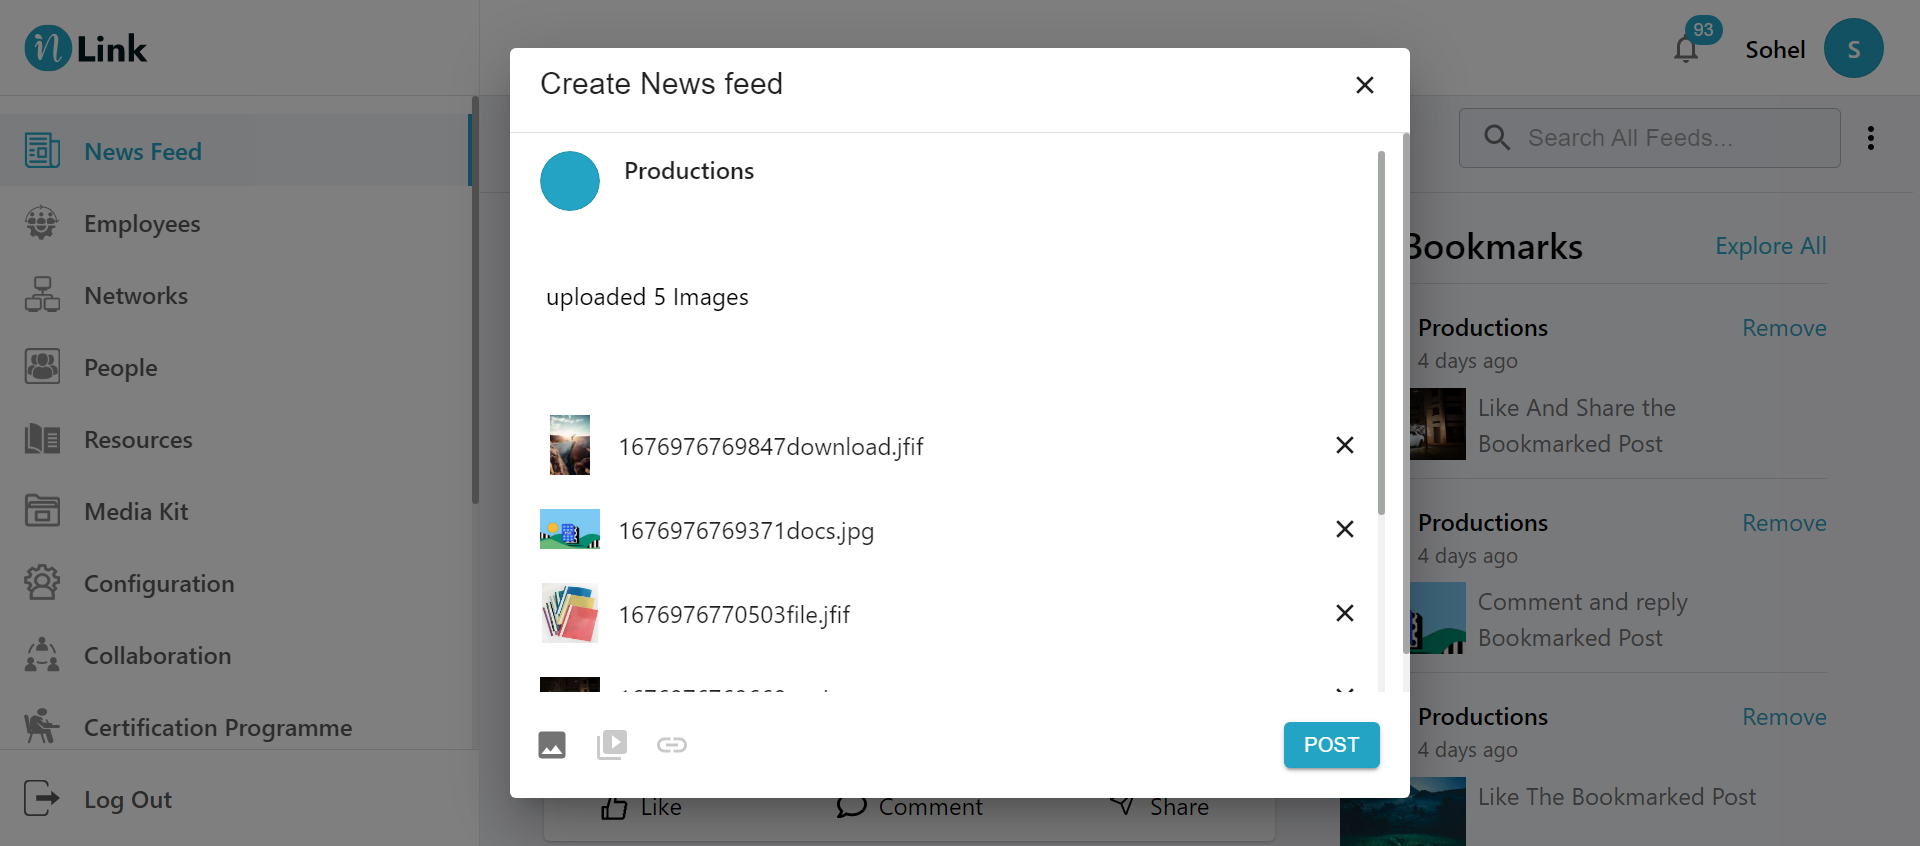 n Link
93
Sohel
S
News Feed
Employees
Networks
People
Resources
Media Kit
Configuration
Collaboration
Certification Programme
Log Out
Create News feed
Productions
uploaded 5 Images
1676976769847download.jfif
1676976769371docs.jpg
1676976770503file.jfif
POST
Like
Comment
Share
Search All Feeds...
Bookmarks
Explore All
Productions
Remove
4 days ago
Like And Share the
Bookmarked Post
Productions
Remove
4 days ago
Comment and reply
Bookmarked Post
Productions
Remove
4 days ago
Like The Bookmarked Post